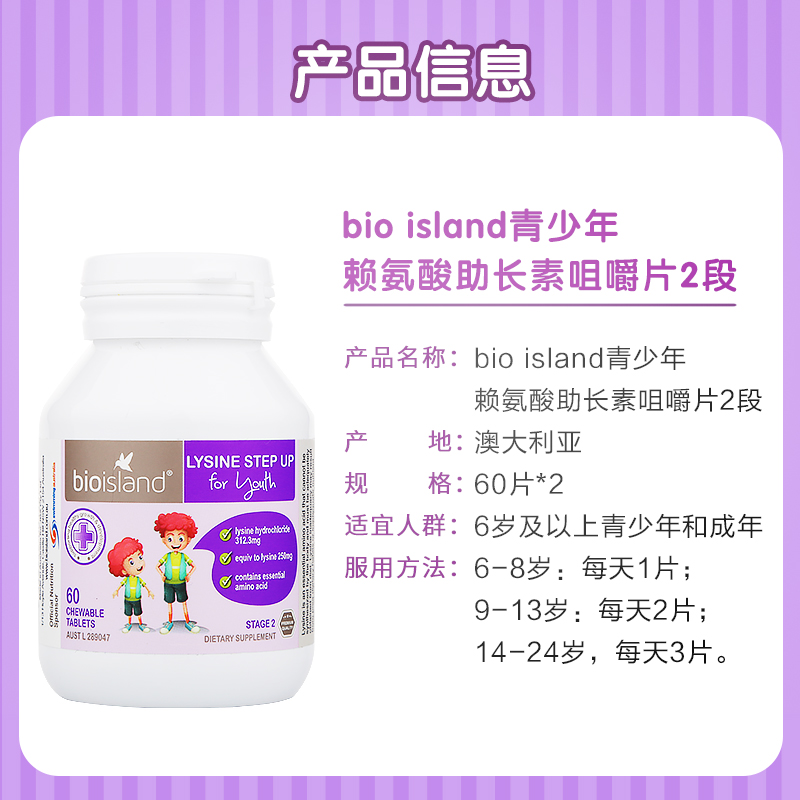 产品信息
bio island青少年
赖氨酸助长素咀嚼片2段
产品名称：bio island青少年
赖氨酸助长素咀嚼片2段
产 地：澳大利亚
规 格：60片*2
适宜人群：6岁及以上青少年和成年
服用方法：6-8岁：每天1片；
9-13岁：每天2片；
14-24岁，每天3片。
bioisland®
LYSINE STEP UP
for Youth
lysine hydrochloride
312.3mg
equiv to lysine 250mg
contains essential
amino acid
60
CHEWABLE
TABLETS
AUST L 289047
STAGE 2
DIETARY SUPPLEMENT
Official Nutrition
Sponsor